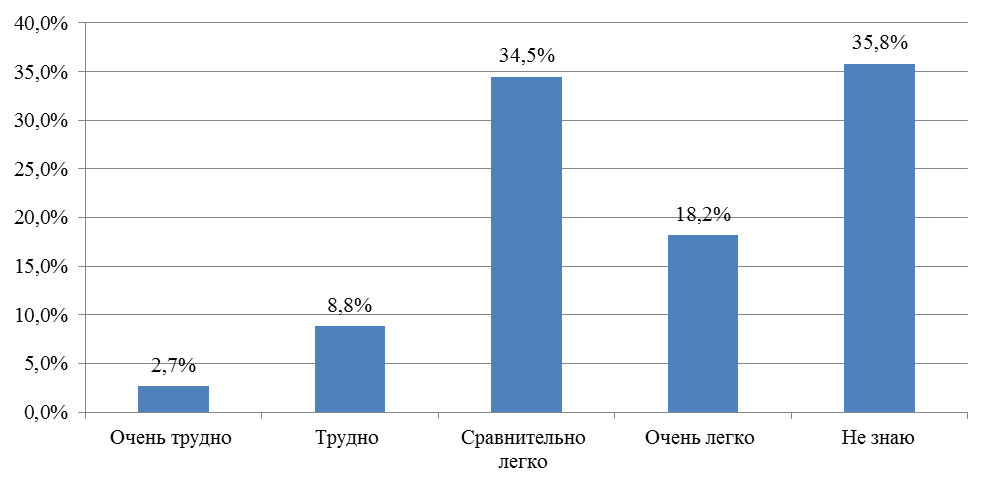 40,0%
35,0%
30,0%
25,0%
20,0%
15,0%
10,0%
5,0%
0,0%
2,7%
8,8%
34,5%
18,2%
35,8%
Очень трудно
Трудно
Сравнительно
легко
Очень легко
Не знаю